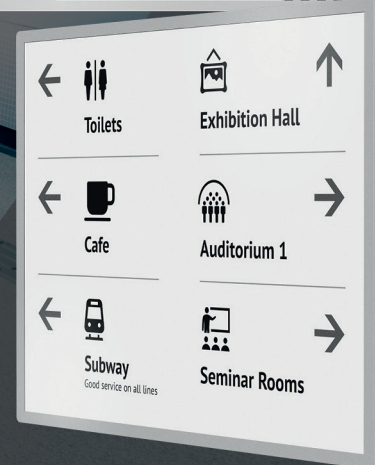 Toilets
Exhibition Hall
Cafe
Auditorium 1
Subway
Good service on all lines
Seminar Rooms